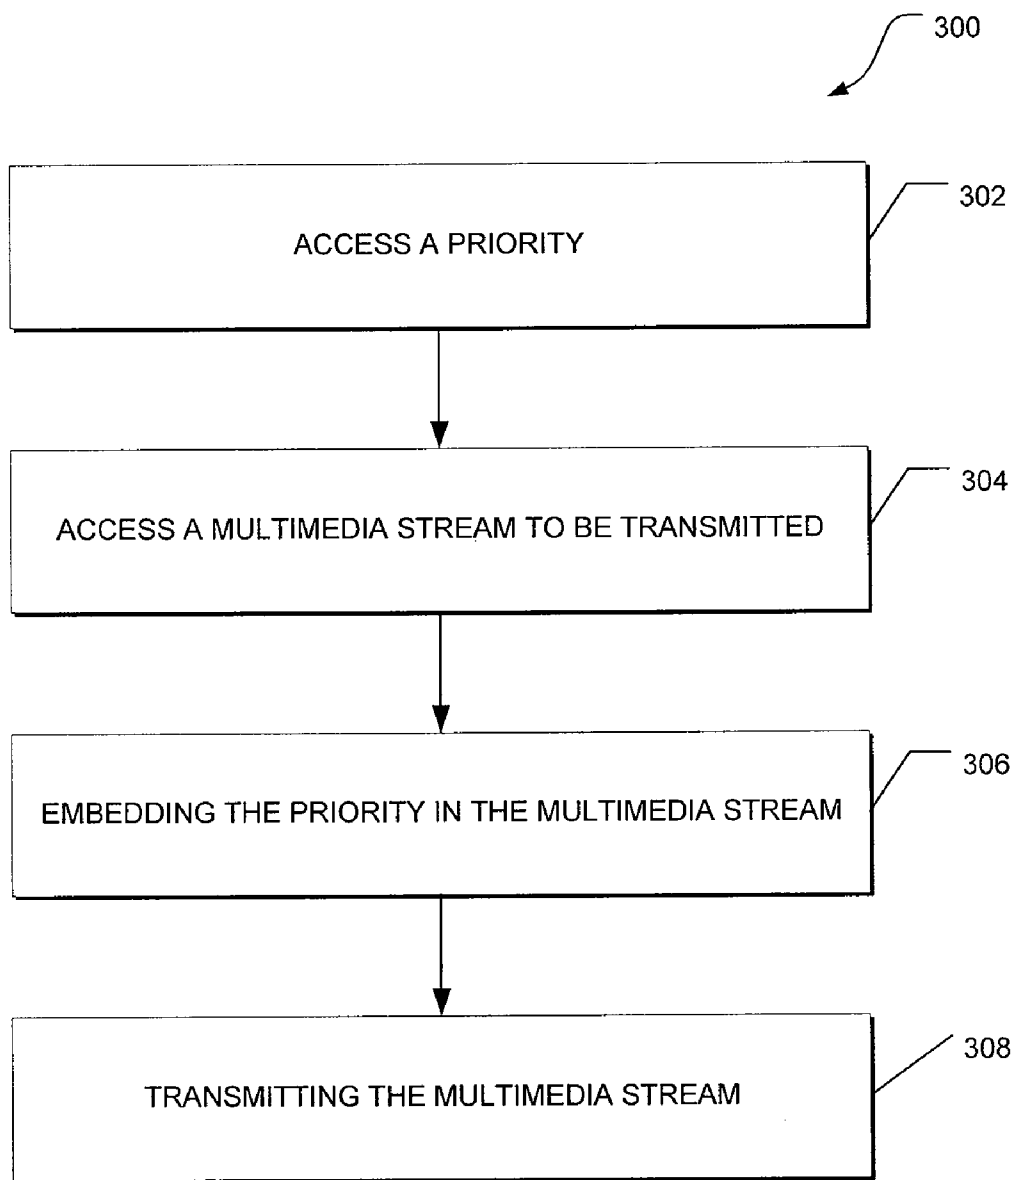 300
302
ACCESS A PRIORITY
304
ACCESS A MULTIMEDIA STREAM TO BE TRANSMITTED
306
EMBEDDING THE PRIORITY IN THE MULTIMEDIA STREAM
308
TRANSMITTING THE MULTIMEDIA STREAM